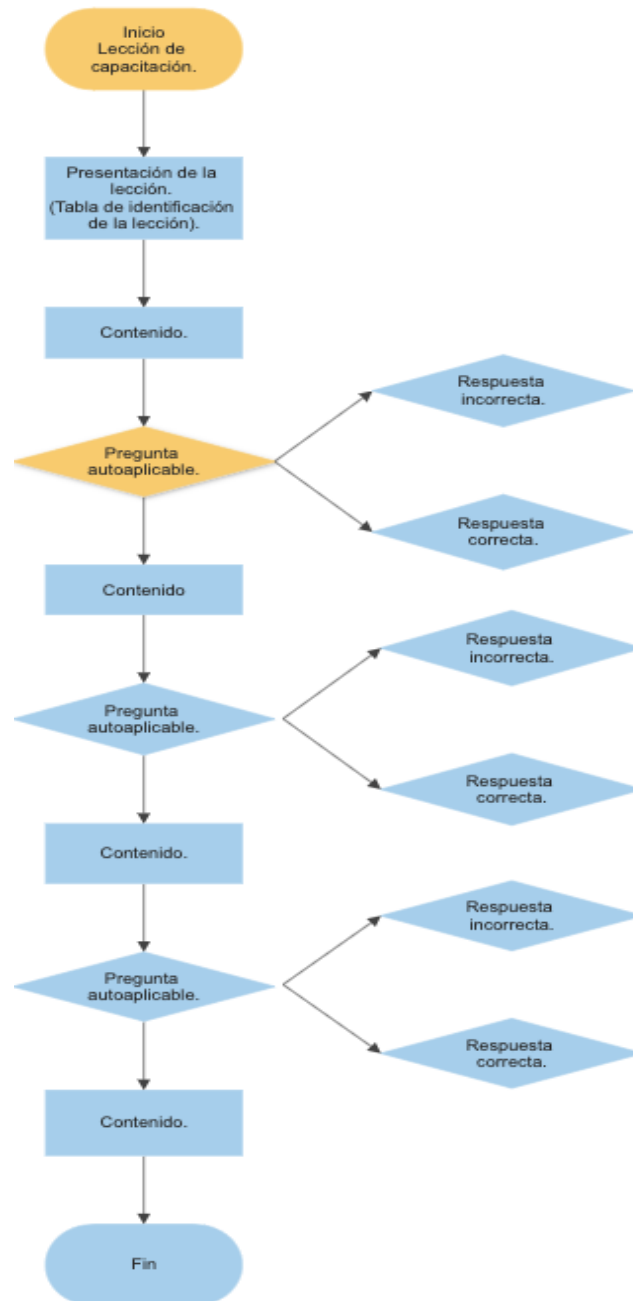 Inicio
Lección de
capacitación.
Presentación de la
lección.
(Tabla de identificación
de la lección).
Contenido.
Pregunta
autoaplicable.
Respuesta
incorrecta.
Respuesta
correcta.
Contenido
Pregunta
autoaplicable.
Respuesta
incorrecta.
Respuesta
correcta.
Contenido.
Pregunta
autoaplicable.
Respuesta
incorrecta.
Respuesta
correcta.
Contenido.
Fin